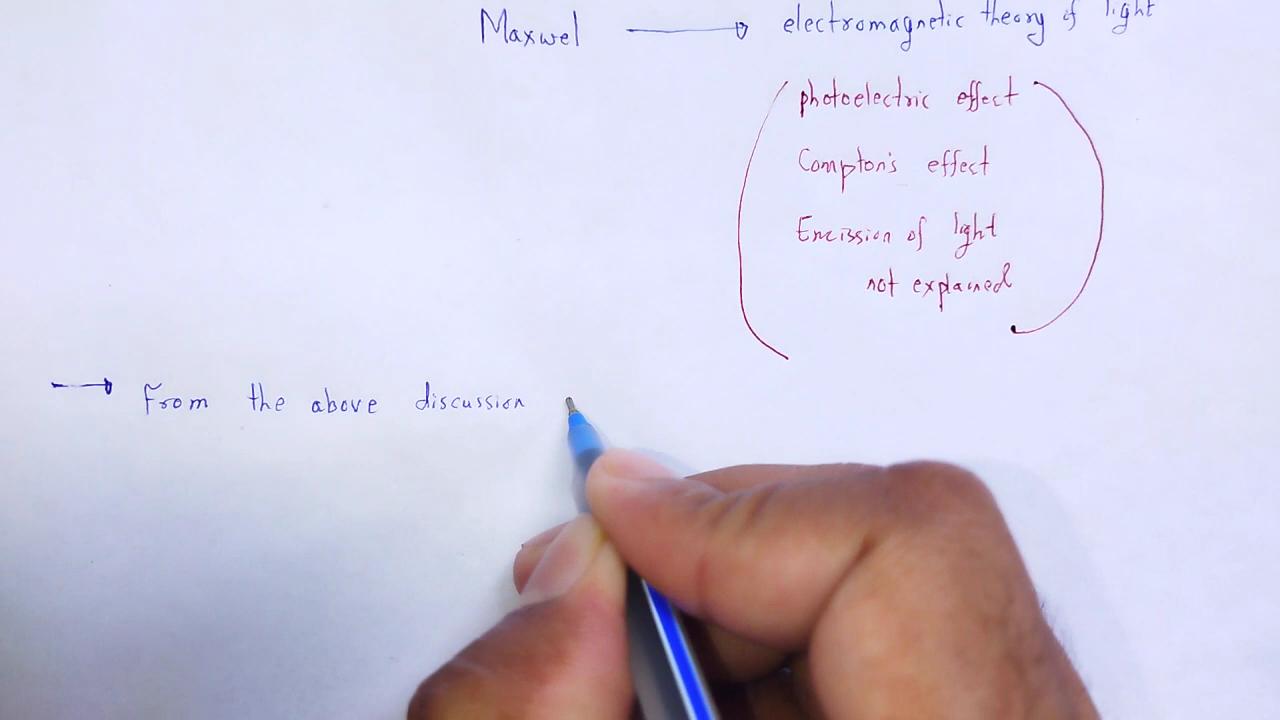 Maxwel → electromagnetic theory of light
photoelectric effect
Compton's effect
Emission of light
not explained
→ From the above discussion